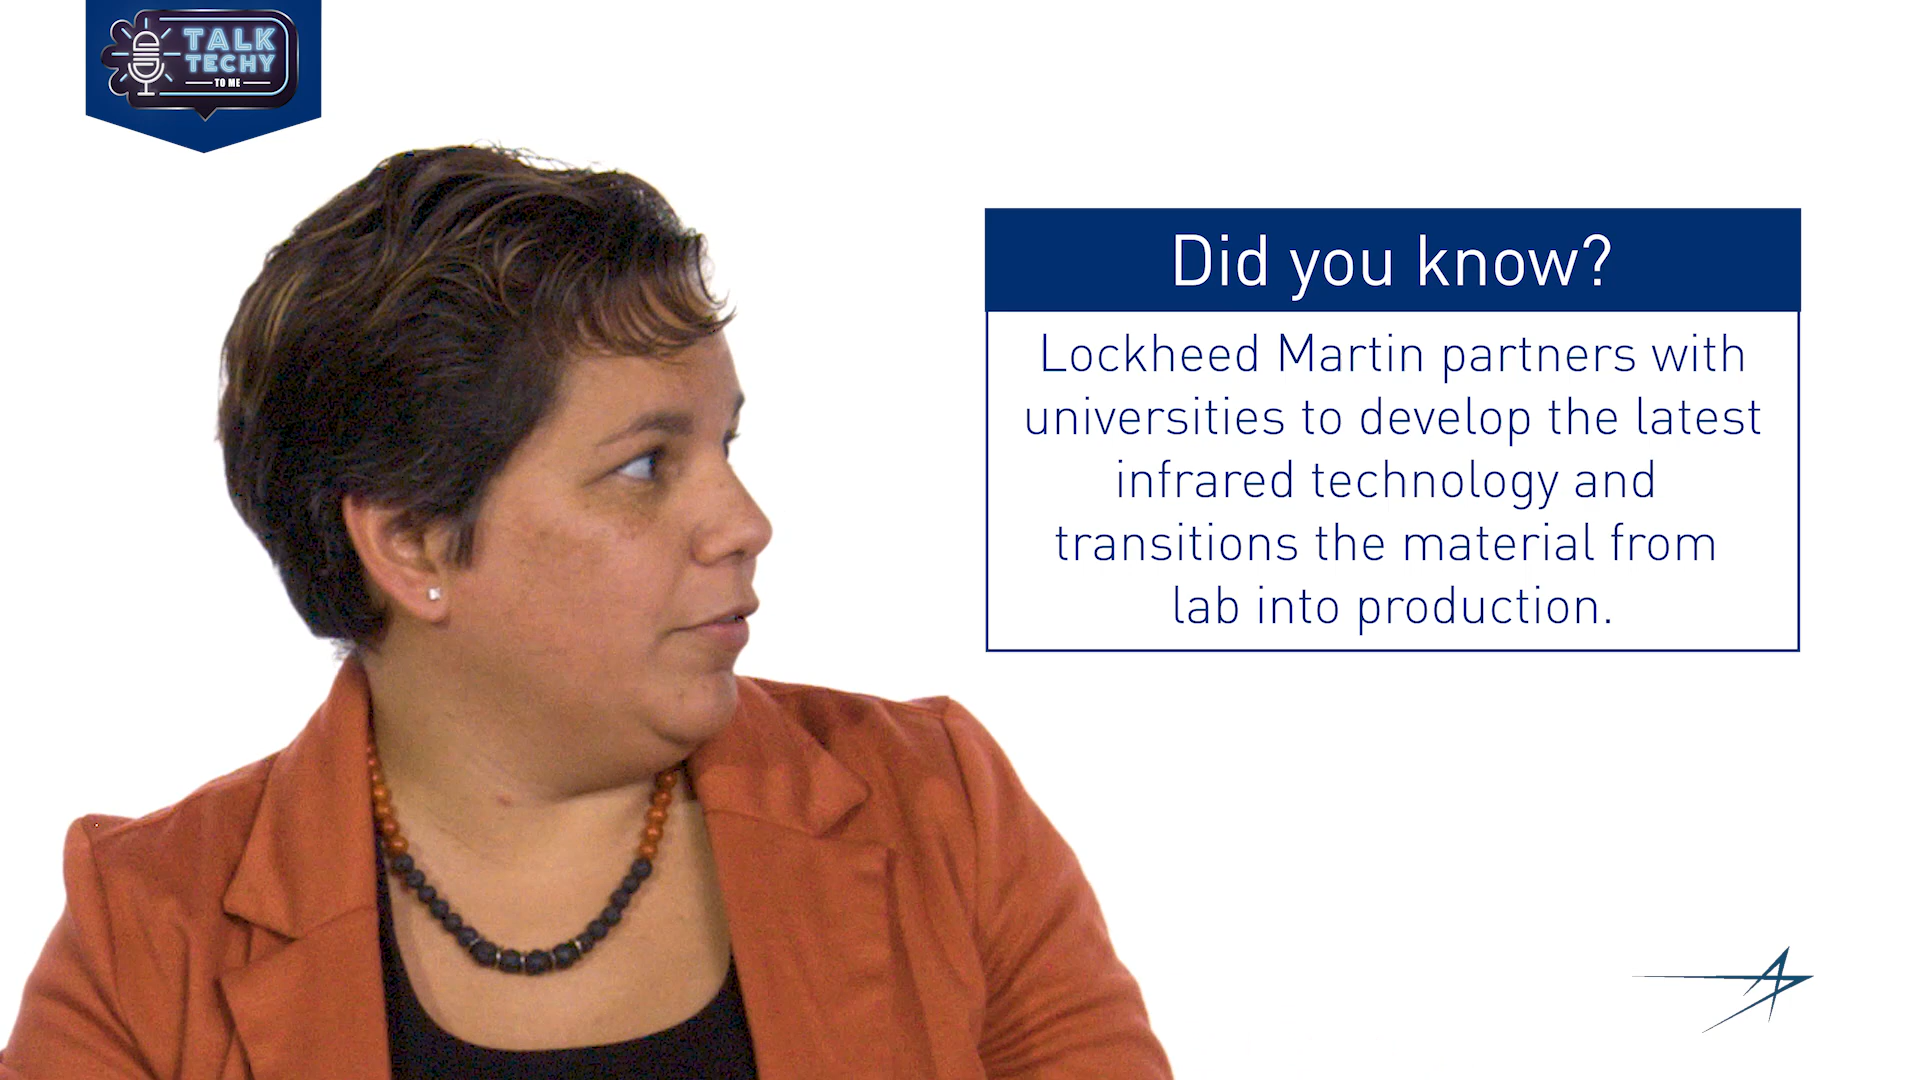 TALK
TECHY
TO ME
Did you know?
Lockheed Martin partners with
universities to develop the latest
infrared technology and
transitions the material from
lab into production.